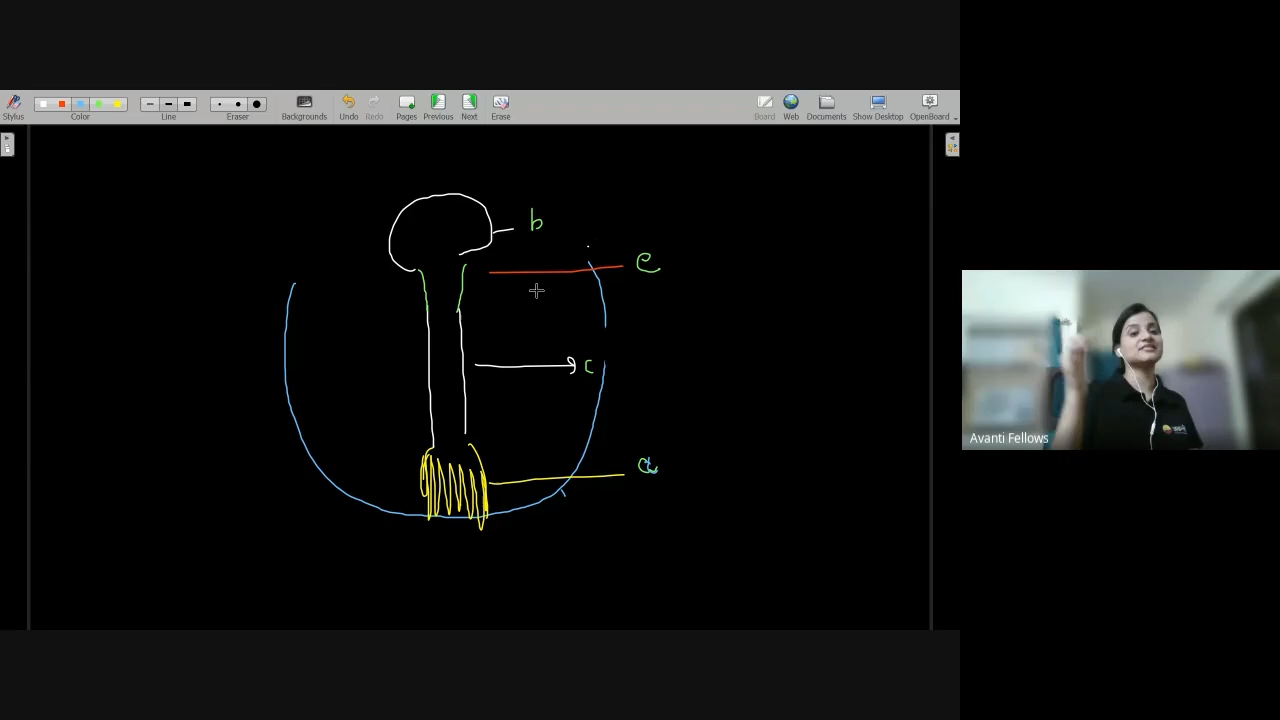 Stylus
Color
Line
Eraser
Backgrounds
Undo
Redo
Pages
Previous
Next
Erase
Board
Web
Documents
Show Desktop
OpenBoard
b
e
c
a
Avanti Fellows